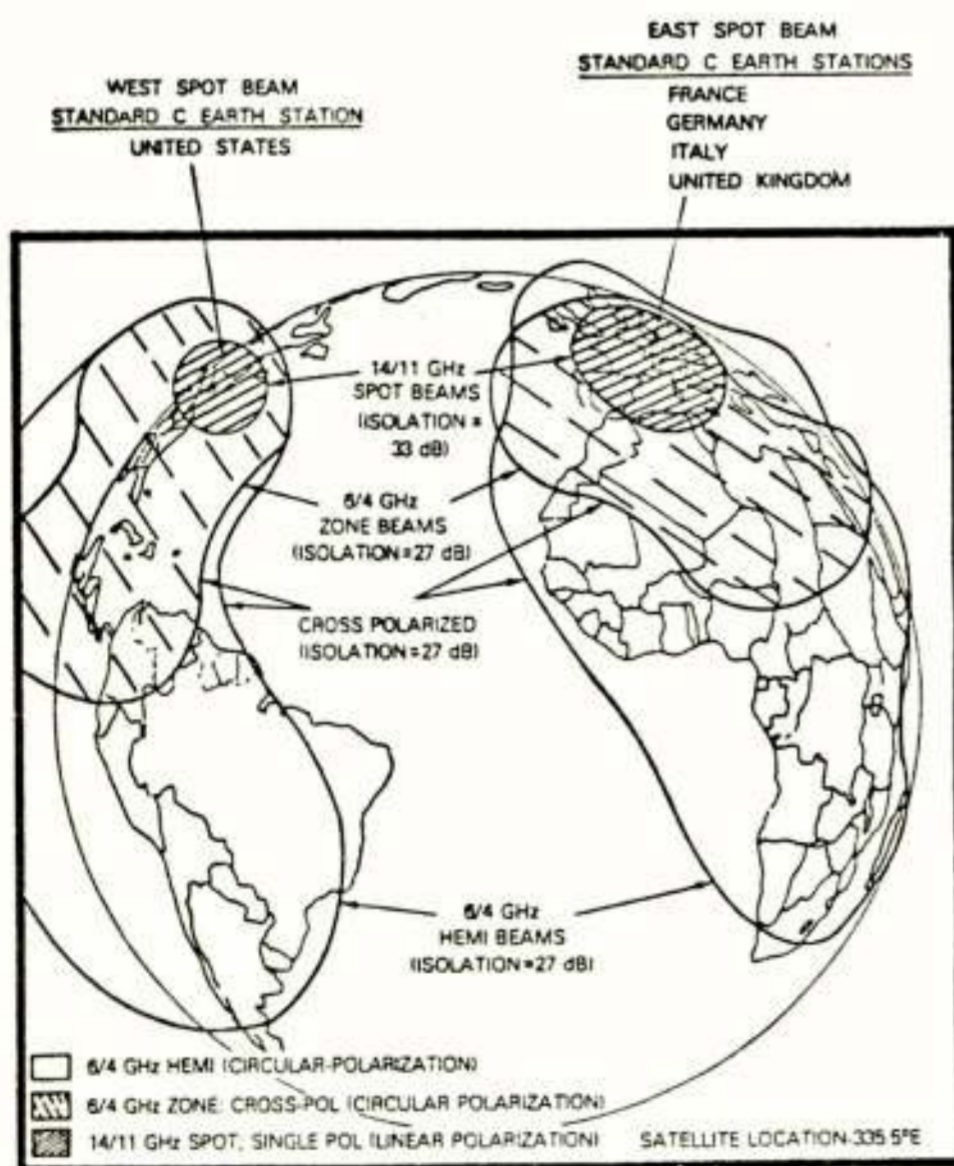 WEST SPOT BEAM
STANDARD C EARTH STATION
UNITED STATES
EAST SPOT BEAM
STANDARD C EARTH STATIONS
FRANCE
GERMANY
ITALY
UNITED KINGDOM
14/11 GHz
SPOT BEAMS
(ISOLATION =
33 dB)
6/4 GHz
ZONE BEAMS
(ISOLATION=27 dB)
CROSS POLARIZED
(ISOLATION=27 dB)
6/4 GHz
HEMI BEAMS
(ISOLATION=27 dB)
6/4 GHz HEMI (CIRCULAR-POLARIZATION)
6/4 GHz ZONE: CROSS-POL (CIRCULAR POLARIZATION)
14/11 GHz SPOT, SINGLE POL (LINEAR POLARIZATION)
SATELLITE LOCATION-335.5°E